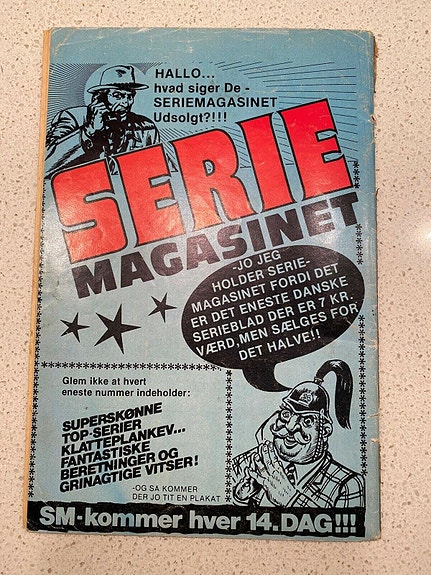 HALLO...
hvad siger De -
SERIEMAGASINET
Udsolgt?!!!
SERIE
MAGASINET
-JO JEG
HOLDER SERIE-
MAGASINET FORDI DET
ER DET ENESTE DANSKE
SERIEBLAD DER ER 7 KR.
VÆRD, MEN SÆLGES FOR
DET HALVE!!
Glem ikke at hvert
eneste nummer indeholder:
SUPERSKØNNE
TOP-SERIER
KLATTEPLANKEV...
FANTASTISKE
BERETNINGER OG
GRINAGTIGE VITSER!
-OG SA KOMMER
DER JO TIT EN PLAKAT
SM-kommer hver 14. DAG!!!